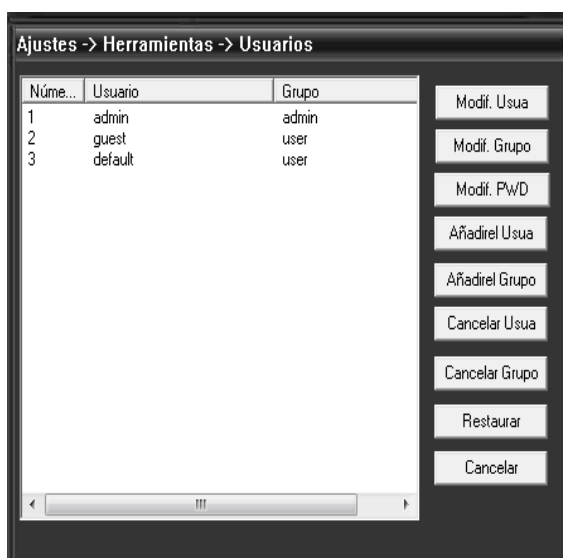 Ajustes -> Herramientas -> Usuarios
Núme... Usuario Grupo
1 admin admin
2 guest user
3 default user
Modif. Usua
Modif. Grupo
Modif. PWD
Añadirel Usua
Añadirel Grupo
Cancelar Usua
Cancelar Grupo
Restaurar
Cancelar